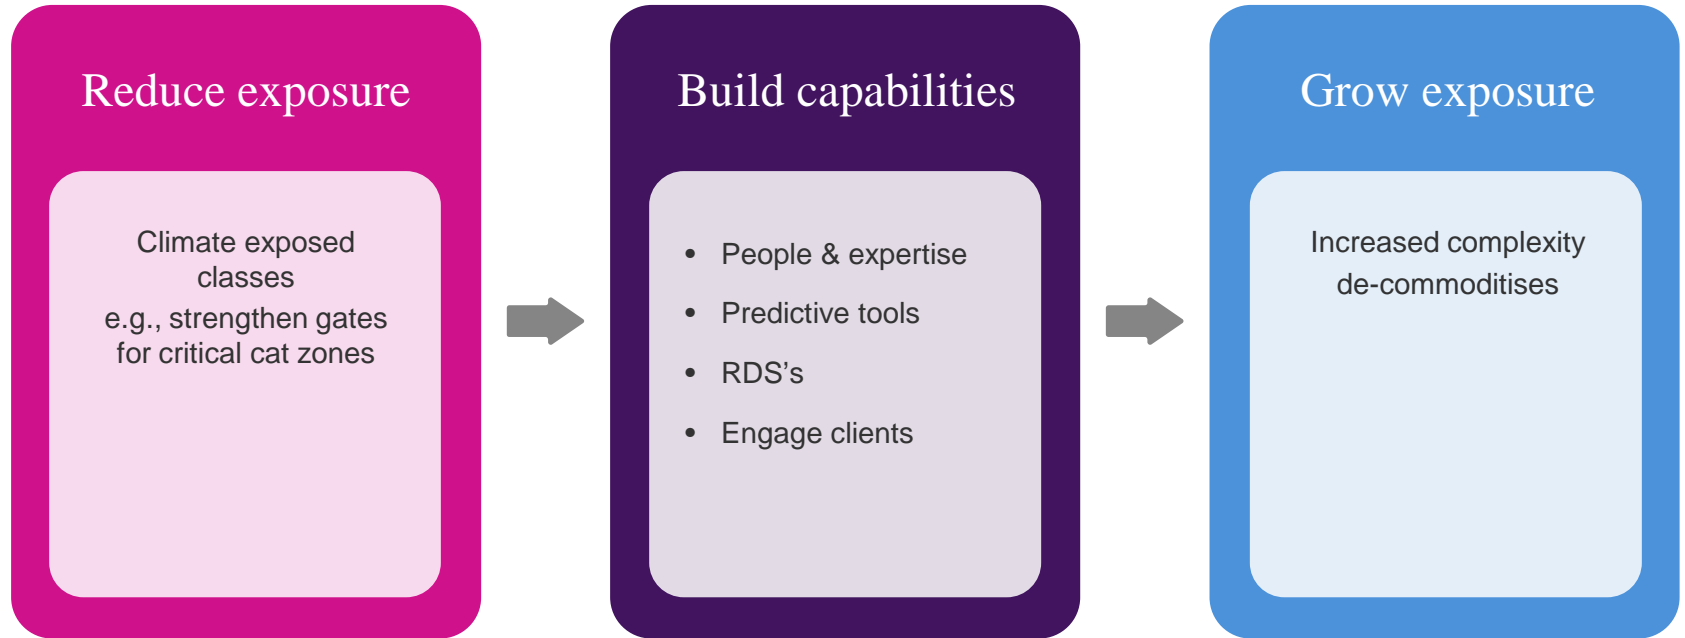 Reduce exposure
Climate exposed
classes
e.g., strengthen gates
for critical cat zones
Build capabilities
• People & expertise
• Predictive tools
• RDS’s
• Engage clients
Grow exposure
Increased complexity
de-commoditises